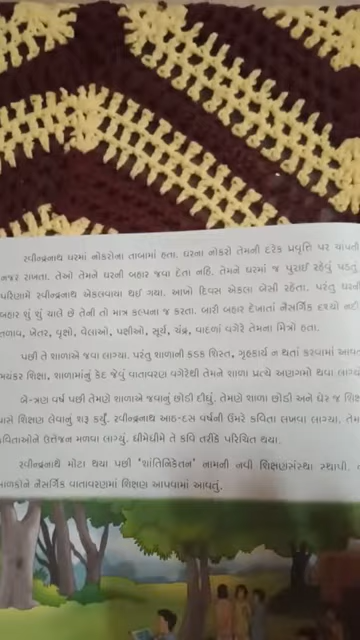 રવીન્દ્રનાથ ઘરમાં નોકરોના તાબામાં હતા. ઘરના નોકરો તેમની દરેક પ્રવૃત્તિ પર ચાંપતી
નજર રાખતા. તેઓ તેમને ઘરની બહાર જવા દેતા નહિ. તેમને ઘરમાં જ પુરાઈ રહેવું પડતું.
પરિણામે રવીન્દ્રનાથ એકલવાયા થઈ ગયા. આખો દિવસ એકલા બેસી રહેતા. પરંતુ ઘરની
બહાર શું શું ચાલે છે તેની તો માત્ર કલ્પના જ કરતા. બારી બહાર દેખાતાં નૈસર્ગિક દૃશ્યો
તળાવ, ખેતર, વૃક્ષો, વેલાઓ, પક્ષીઓ, સૂર્ય, ચંદ્ર, વાદળાં વગેરે તેમના મિત્રો હતા.
પછી તે શાળાએ જવા લાગ્યા. પરંતુ શાળાની કડક શિસ્ત, ગૃહકાર્ય ન થતાં કરવામાં આવતી
ભયંકર શિક્ષા, શાળામાંનું કેદ જેવું વાતાવરણ વગેરેથી તેમને શાળા પ્રત્યે અણગમો થવા લાગ્યો.
બે-ત્રણ વર્ષ પછી તેમણે શાળાએ જવાનું છોડી દીધું. તેમણે શાળા છોડી અને ઘેર જ
પાસે શિક્ષણ લેવાનું શરૂ કર્યું. રવીન્દ્રનાથ આઠ-દસ વર્ષની ઉંમરે કવિતા લખવા લાગ્યા.
કવિતાઓને ઉત્તેજન મળવા લાગ્યું. ધીમેધીમે તે કવિ તરીકે પરિચિત થયા.
રવીન્દ્રનાથે મોટા થયા પછી 'શાંતિનિકેતન' નામની નવી શિક્ષણસંસ્થા સ્થાપી.
બાળકોને નૈસર્ગિક વાતાવરણમાં શિક્ષણ આપવામાં આવતું.